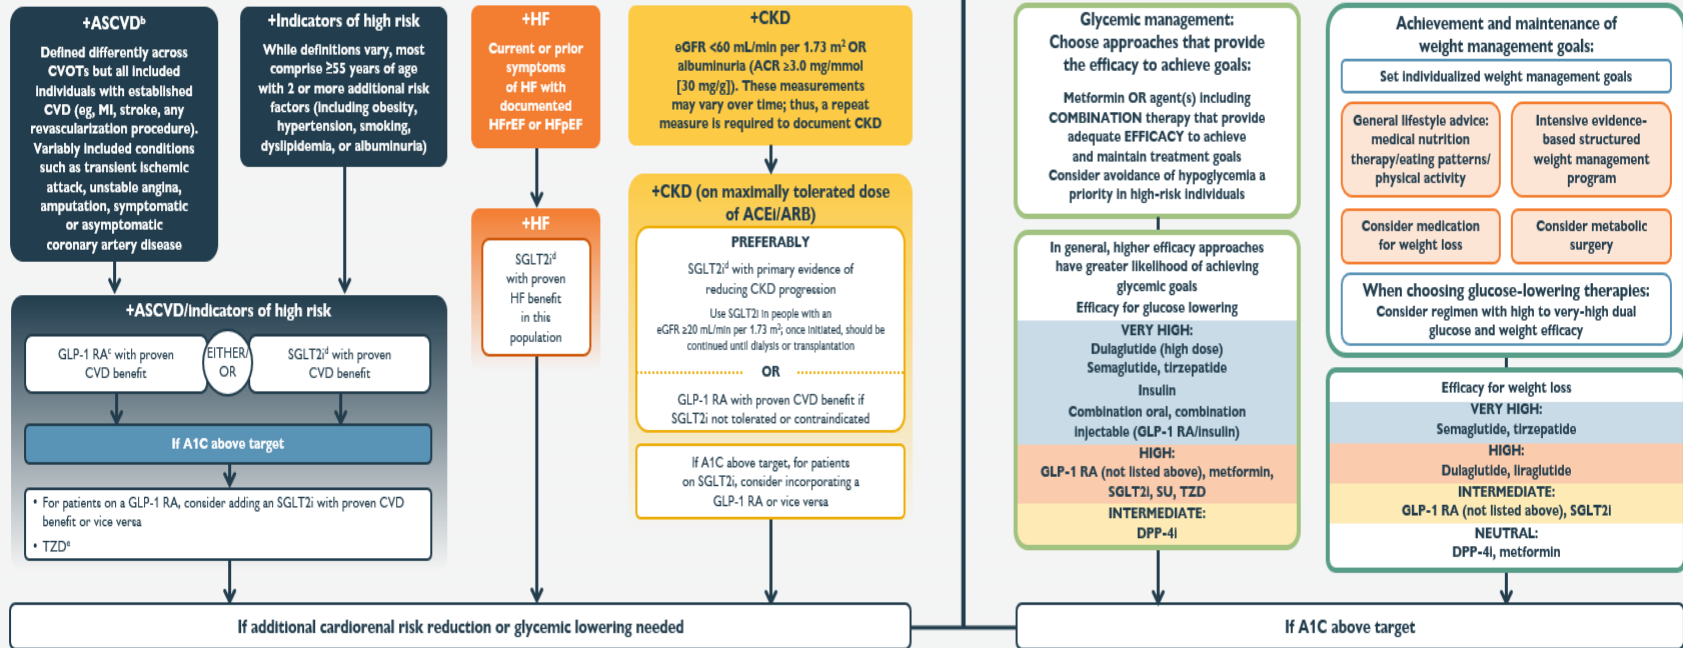 +ASCVDᵇ
Defined differently across
CVOTs but all included
individuals with established
CVD (eg, MI, stroke, any
revascularization procedure).
Variably included conditions
such as transient ischemic
attack, unstable angina,
amputation, symptomatic
or asymptomatic
coronary artery disease
+Indicators of high risk
While definitions vary, most
comprise ≥55 years of age
with 2 or more additional risk
factors (including obesity,
hypertension, smoking,
dyslipidemia, or albuminuria)
+ASCVD/indicators of high risk
GLP-1 RAᶜ with proven
CVD benefit
EITHER/
OR
SGLT2iᵈ with proven
CVD benefit
If A1C above target
• For patients on a GLP-1 RA, consider adding an SGLT2i with proven CVD
benefit or vice versa
• TZDᵉ
+HF
Current or prior
symptoms
of HF with
documented
HFrEF or HFpEF
+HF
SGLT2iᵈ
with proven
HF benefit
in this
population
+CKD
eGFR <60 mL/min per 1.73 m² OR
albuminuria (ACR ≥3.0 mg/mmol
[30 mg/g]). These measurements
may vary over time; thus, a repeat
measure is required to document CKD
+CKD (on maximally tolerated dose
of ACEi/ARB)
PREFERABLY
SGLT2iᵈ with primary evidence of
reducing CKD progression
Use SGLT2i in people with an
eGFR ≥20 mL/min per 1.73 m²; once initiated, should be
continued until dialysis or transplantation
OR
GLP-1 RA with proven CVD benefit if
SGLT2i not tolerated or contraindicated
If A1C above target, for patients
on SGLT2i, consider incorporating a
GLP-1 RA or vice versa
If additional cardiorenal risk reduction or glycemic lowering needed
Glycemic management:
Choose approaches that provide
the efficacy to achieve goals:
Metformin OR agent(s) including
COMBINATION therapy that provide
adequate EFFICACY to achieve
and maintain treatment goals
Consider avoidance of hypoglycemia a
priority in high-risk individuals
In general, higher efficacy approaches
have greater likelihood of achieving
glycemic goals
Efficacy for glucose lowering
VERY HIGH:
Dulaglutide (high dose)
Semaglutide, tirzepatide
Insulin
Combination oral, combination
injectable (GLP-1 RA/insulin)
HIGH:
GLP-1 RA (not listed above), metformin,
SGLT2i, SU, TZD
INTERMEDIATE:
DPP-4i
Achievement and maintenance of
weight management goals:
Set individualized weight management goals
General lifestyle advice:
medical nutrition
therapy/eating patterns/
physical activity
Intensive evidence-
based structured
weight management
program
Consider medication
for weight loss
Consider metabolic
surgery
When choosing glucose-lowering therapies:
Consider regimen with high to very-high dual
glucose and weight efficacy
Efficacy for weight loss
VERY HIGH:
Semaglutide, tirzepatide
HIGH:
Dulaglutide, liraglutide
INTERMEDIATE:
GLP-1 RA (not listed above), SGLT2i
NEUTRAL:
DPP-4i, metformin
If A1C above target